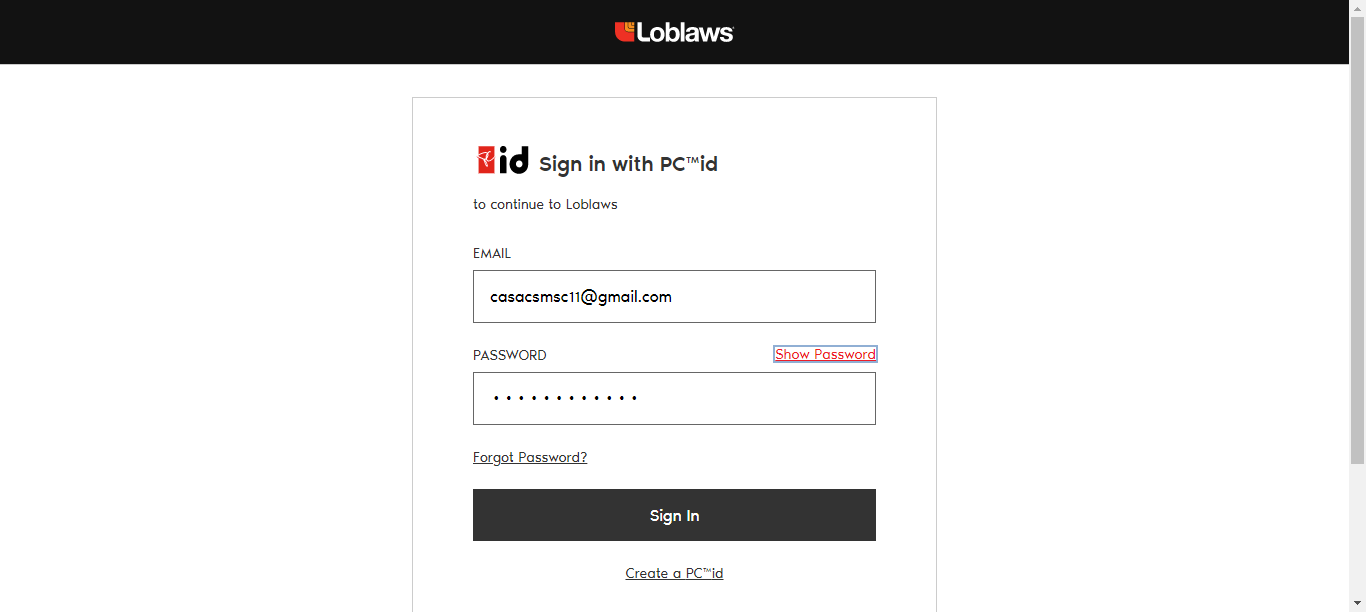 Loblaws
id Sign in with PC™id
to continue to Loblaws
EMAIL
casacsmsc11@gmail.com
PASSWORD Show Password
••••••••••••
Forgot Password?
Sign In
Create a PC™id